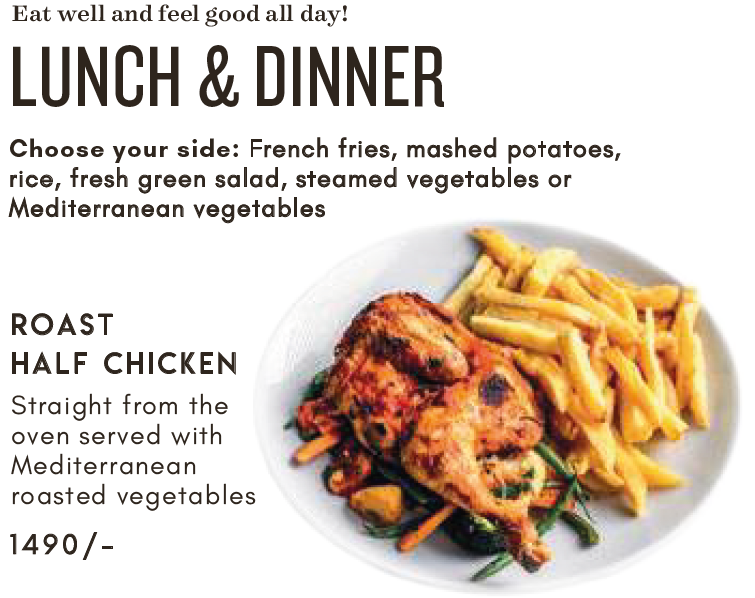 Eat well and feel good all day!
LUNCH & DINNER
Choose your side: French fries, mashed potatoes,
rice, fresh green salad, steamed vegetables or
Mediterranean vegetables
ROAST
HALF CHICKEN
Straight from the
oven served with
Mediterranean
roasted vegetables
1490/-